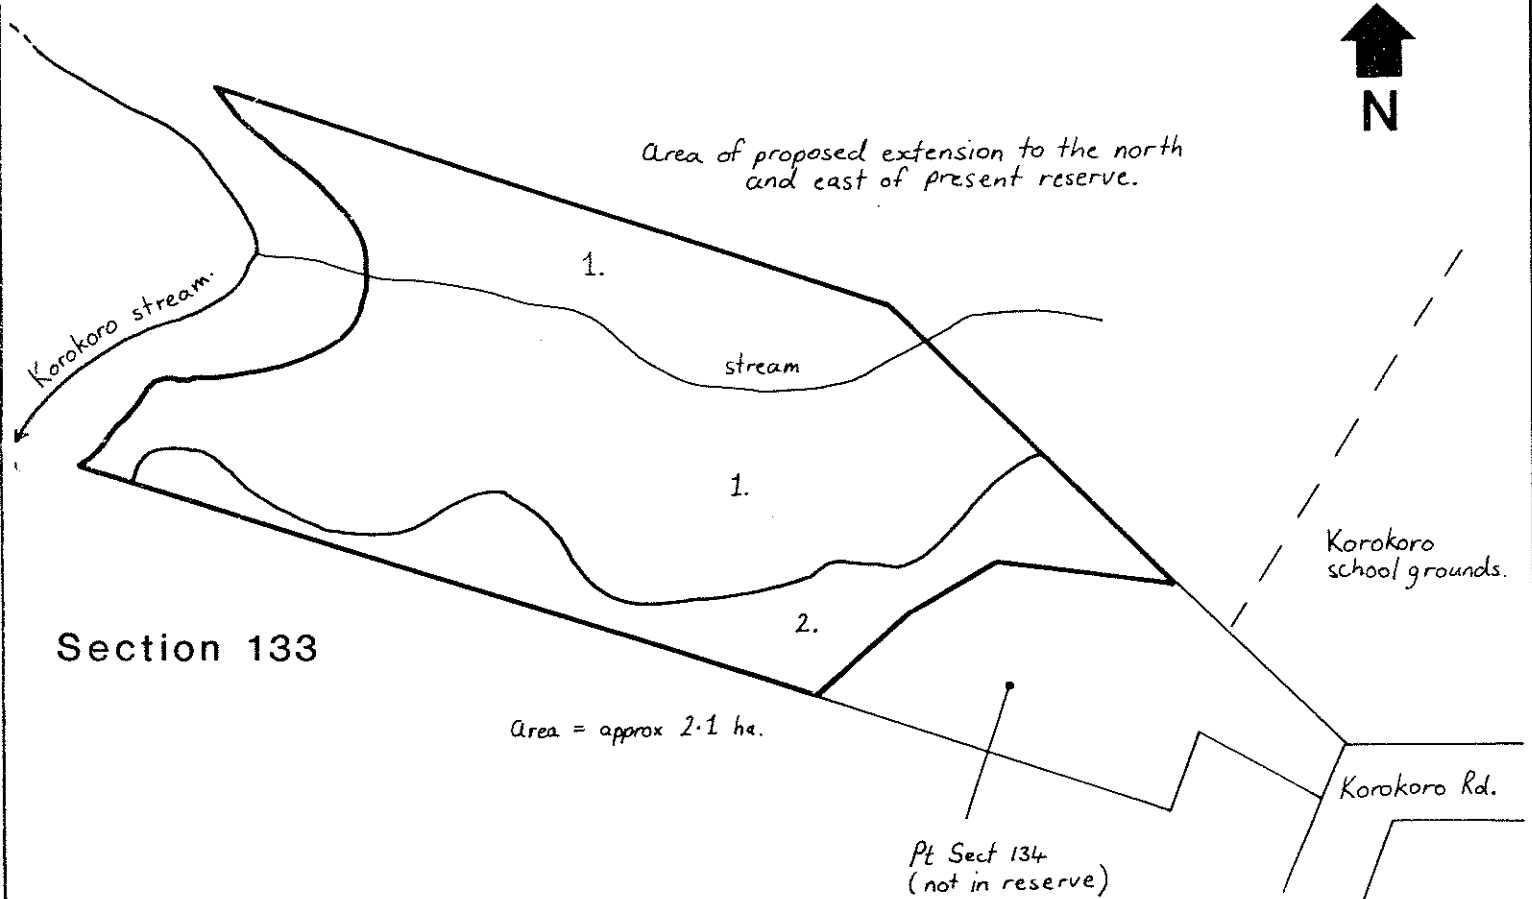 N
Area of proposed extension to the north
and east of present reserve.
1.
Korokoro stream.
stream
1.
Korokoro
school grounds.
2.
Section 133
Area = approx 2.1 ha.
Korokoro Rd.
Pt Sect 134
(not in reserve)